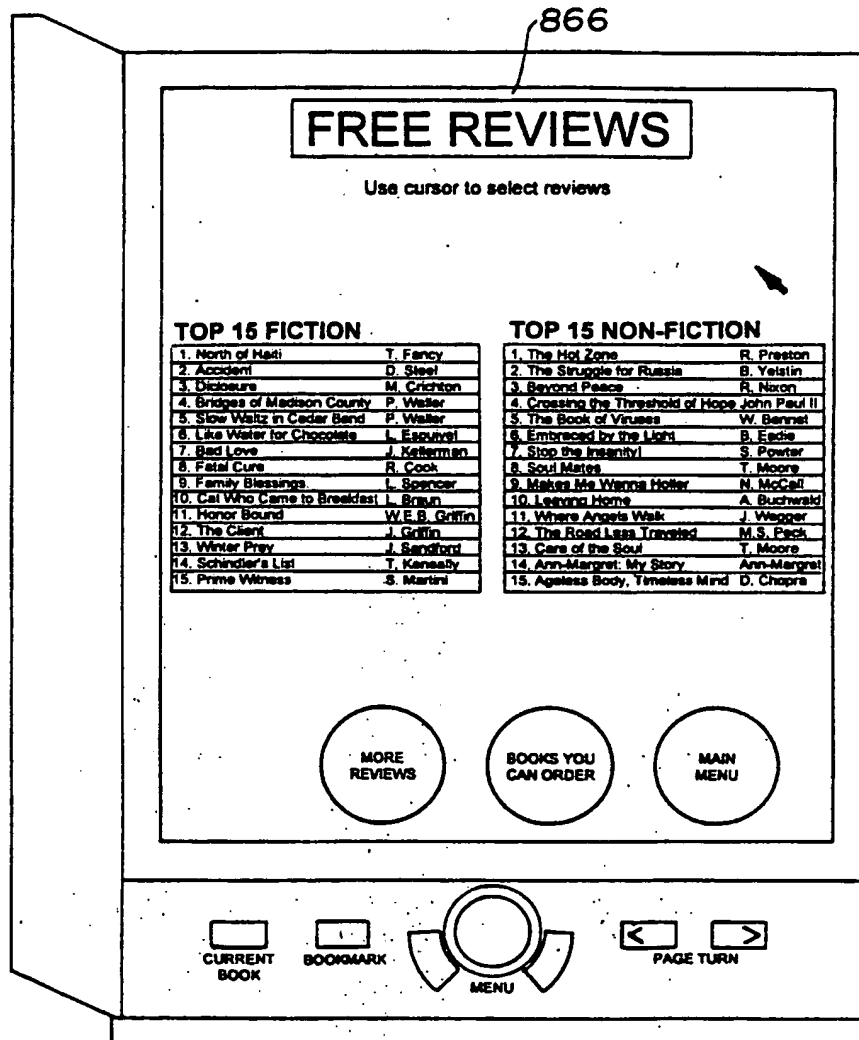 866
FREE REVIEWS
Use cursor to select reviews
TOP 15 FICTION
1. North of Haiti T. Fancy
2. Accident D. Steel
3. Diclosure M. Crichton
4. Bridges of Madison County P. Waller
5. Slow Waltz in Cedar Bend P. Waller
6. Like Water for Chocolate L. Esquivel
7. Bad Love J. Kellerman
8. Fatal Cure R. Cook
9. Family Blessings L. Spencer
10. Cat Who Came to Breakfast L. Braun
11. Honor Bound W.E.B. Griffin
12. The Client J. Griffin
13. Winter Prey J. Sandford
14. Schindler's List T. Keneally
15. Prime Witness S. Martini
TOP 15 NON-FICTION
1. The Hot Zone R. Preston
2. The Struggle for Russia B. Yelstin
3. Beyond Peace R. Nixon
4. Crossing the Threshold of Hope John Paul II
5. The Book of Viruses W. Bennet
6. Embraced by the Light B. Eadie
7. Stop the Insanity! S. Powter
8. Soul Mates T. Moore
9. Makes Me Wanna Holler N. McCall
10. Leaving Home A. Buchwald
11. Where Angels Walk J. Wagger
12. The Road Less Traveled M.S. Peck
13. Care of the Soul T. Moore
14. Ann-Margret: My Story Ann-Margret
15. Ageless Body, Timeless Mind D. Chopra
MORE
REVIEWS
BOOKS YOU
CAN ORDER
MAIN
MENU
CURRENT
BOOK
BOOKMARK
MENU
< >
PAGE TURN